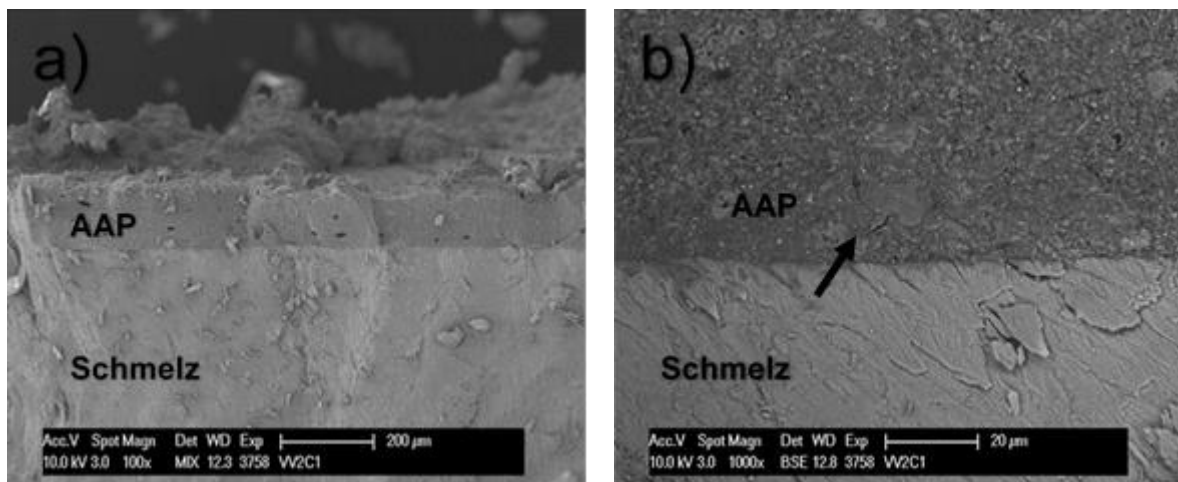 a)
AAP
Schmelz
Acc.V Spot Magn Det WD Exp 200 µm
10.0 kV 3.0 100x MIX 12.3 3758 VV2C1
b)
AAP
Schmelz
Acc.V Spot Magn Det WD Exp 20 µm
10.0 kV 3.0 1000x BSE 12.8 3758 VV2C1